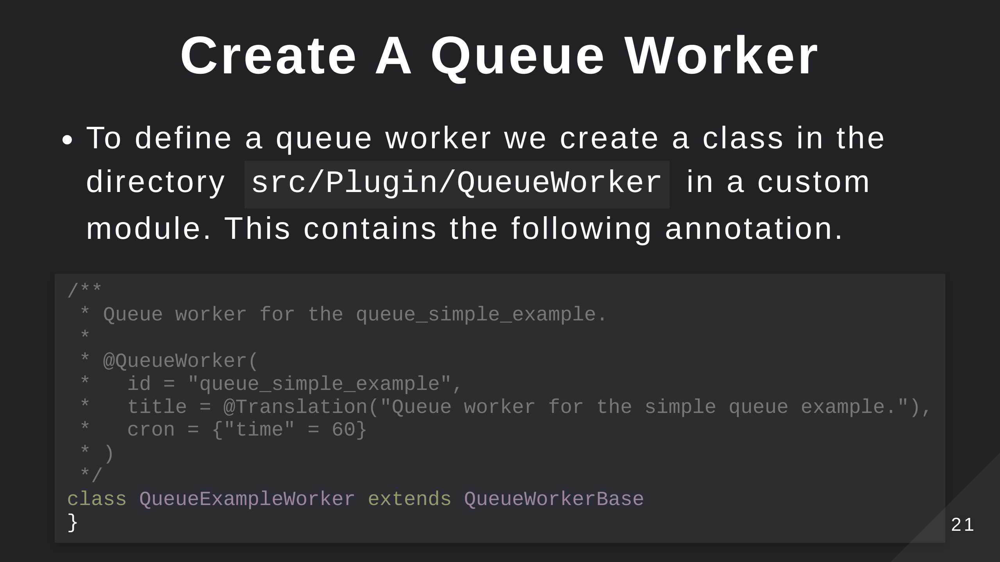 Create A Queue Worker
• To define a queue worker we create a class in the
directory src/Plugin/QueueWorker in a custom
module. This contains the following annotation.
/**
 * Queue worker for the queue_simple_example.
 *
 * @QueueWorker(
 *   id = "queue_simple_example",
 *   title = @Translation("Queue worker for the simple queue example."),
 *   cron = {"time" = 60}
 * )
 */
class QueueExampleWorker extends QueueWorkerBase
}
21